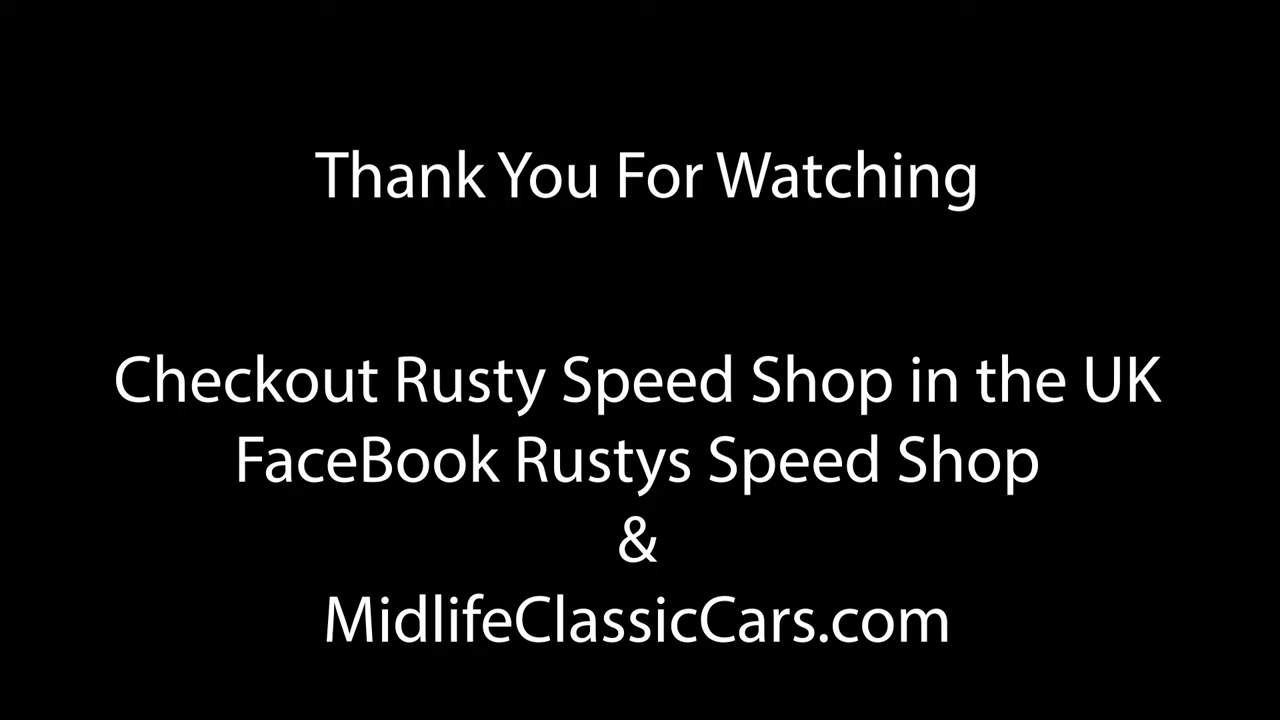 Thank You For Watching
Checkout Rusty Speed Shop in the UK
FaceBook Rustys Speed Shop
&
MidlifeClassicCars.com